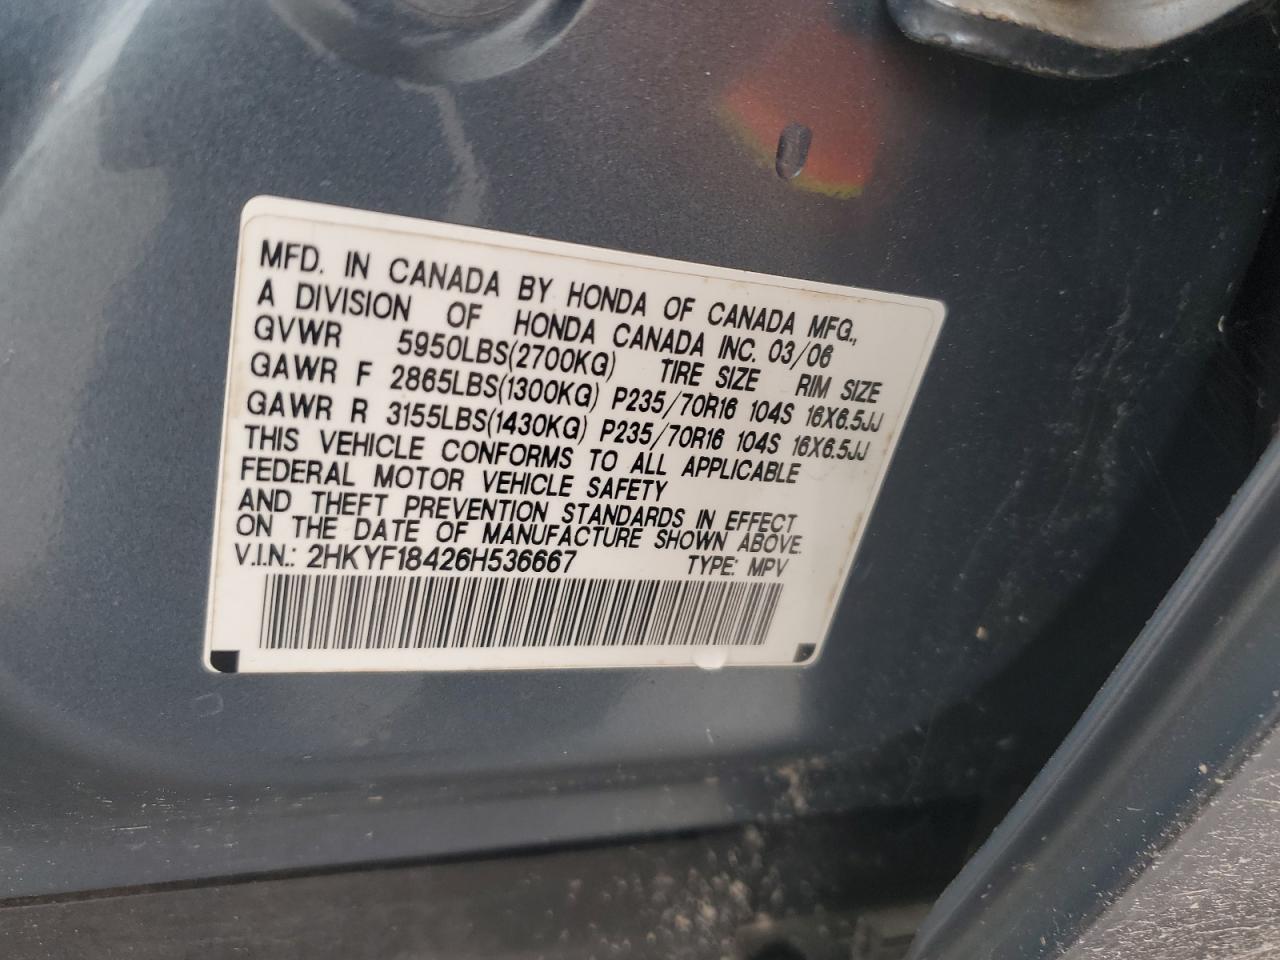 MFD. IN CANADA BY HONDA OF CANADA MFG.,
A DIVISION OF HONDA CANADA INC. 03/06
GVWR 5950LBS(2700KG) TIRE SIZE RIM SIZE
GAWR F 2865LBS(1300KG) P235/70R16 104S 16X6.5JJ
GAWR R 3155LBS(1430KG) P235/70R16 104S 16X6.5JJ
THIS VEHICLE CONFORMS TO ALL APPLICABLE
FEDERAL MOTOR VEHICLE SAFETY
AND THEFT PREVENTION STANDARDS IN EFFECT
ON THE DATE OF MANUFACTURE SHOWN ABOVE.
V.I.N.: 2HKYF18426H536667 TYPE: MPV